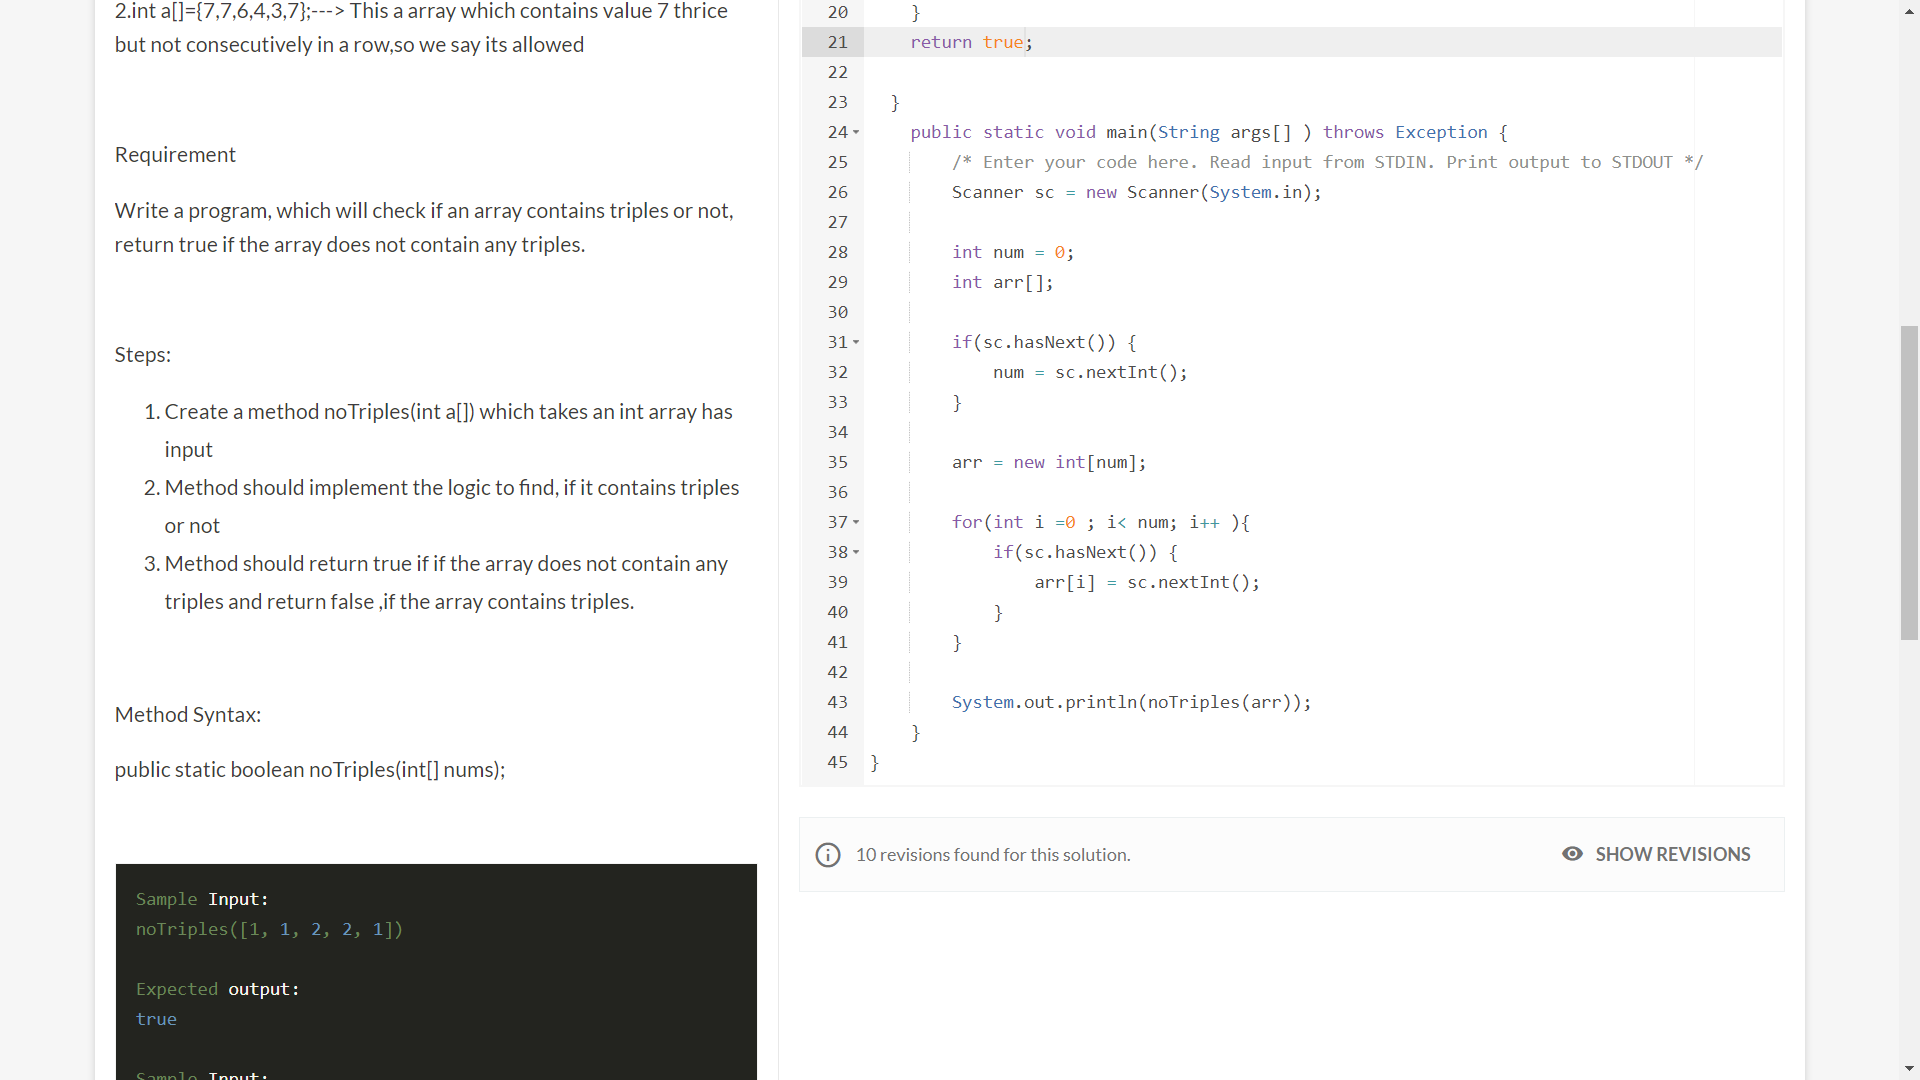 2.int a[]={7,7,6,4,3,7};---> This a array which contains value 7 thrice
but not consecutively in a row,so we say its allowed
Requirement
Write a program, which will check if an array contains triples or not,
return true if the array does not contain any triples.
Steps:
1. Create a method noTriples(int a[]) which takes an int array has
input
2. Method should implement the logic to find, if it contains triples
or not
3. Method should return true if if the array does not contain any
triples and return false ,if the array contains triples.
Method Syntax:
public static boolean noTriples(int[] nums);
Sample Input:
noTriples([1, 1, 2, 2, 1])
Expected output:
true
Sample Input:
20 }
21 return true;
22
23 }
24 public static void main(String args[] ) throws Exception {
25 /* Enter your code here. Read input from STDIN. Print output to STDOUT */
26 Scanner sc = new Scanner(System.in);
27
28 int num = 0;
29 int arr[];
30
31 if(sc.hasNext()) {
32 num = sc.nextInt();
33 }
34
35 arr = new int[num];
36
37 for(int i =0 ; i< num; i++ ){
38 if(sc.hasNext()) {
39 arr[i] = sc.nextInt();
40 }
41 }
42
43 System.out.println(noTriples(arr));
44 }
45 }
10 revisions found for this solution.
SHOW REVISIONS